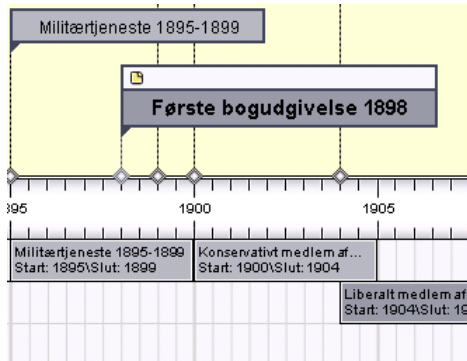 Militærtjeneste 1895-1899
Første bogudgivelse 1898
895 1900 1905
Militærtjeneste 1895-1899 Konservativt medlem af...
Start: 1895\Slut: 1899 Start: 1900\Slut: 1904
Liberalt medlem af
Start: 1904\Slut: 19